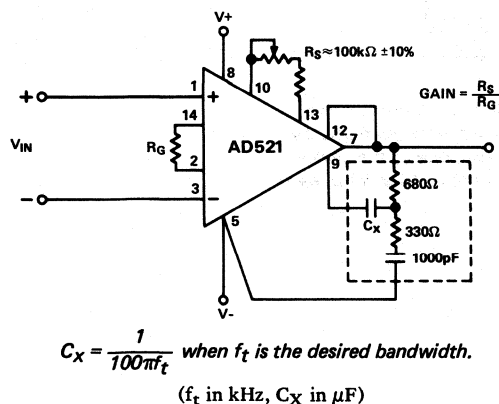 V+
8
RS≈100kΩ ±10%
10
13
1
+
+
14
VIN
RG
AD521
12
7
GAIN = RS/RG
2
9
3
−
−
5
680Ω
CX
330Ω
1000pF
V-
CX = 1/100πft when ft is the desired bandwidth.
(ft in kHz, CX in μF)